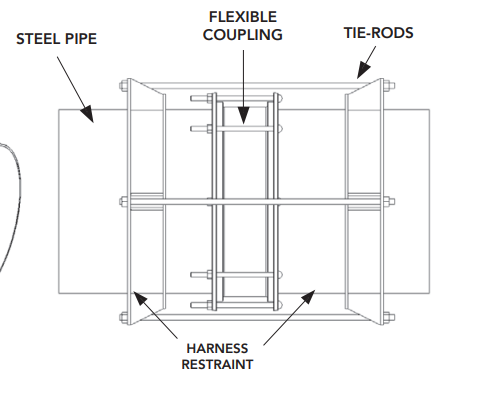 FLEXIBLE
COUPLING
STEEL PIPE
TIE-RODS
HARNESS
RESTRAINT